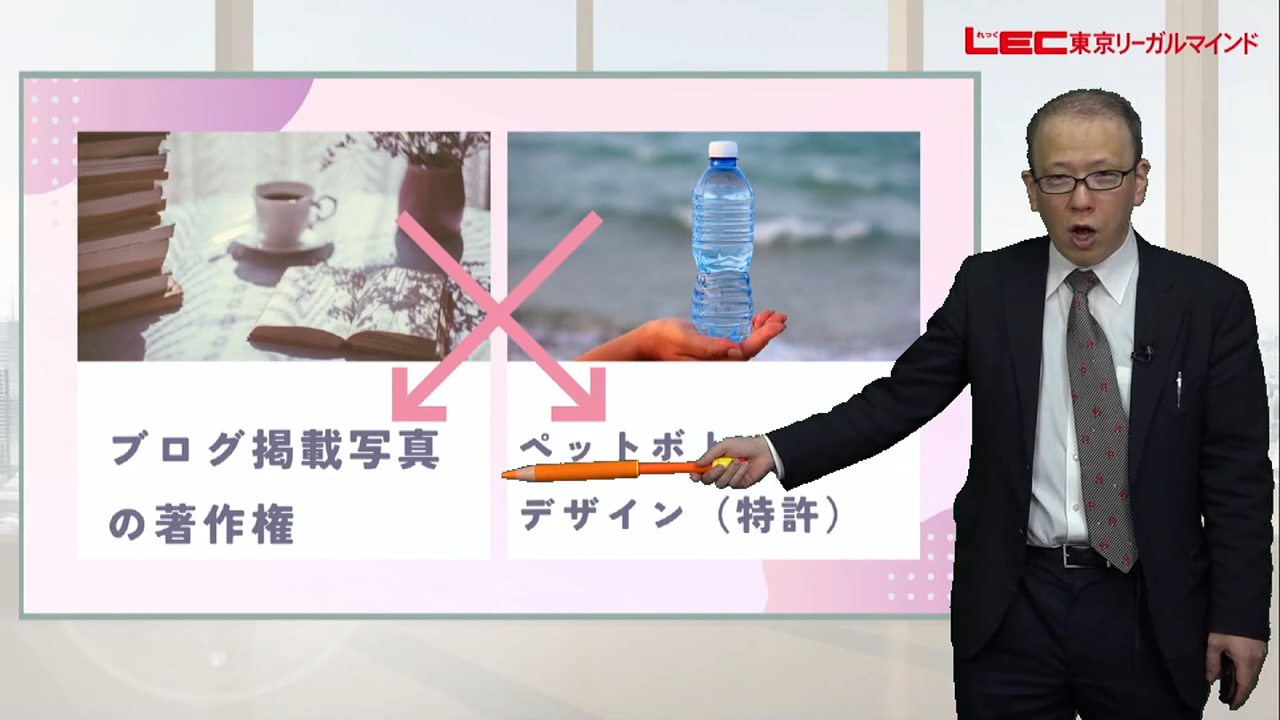 れっく
LEC東京リーガルマインド
ブログ掲載写真
の著作権
ペットボト
デザイン（特許）